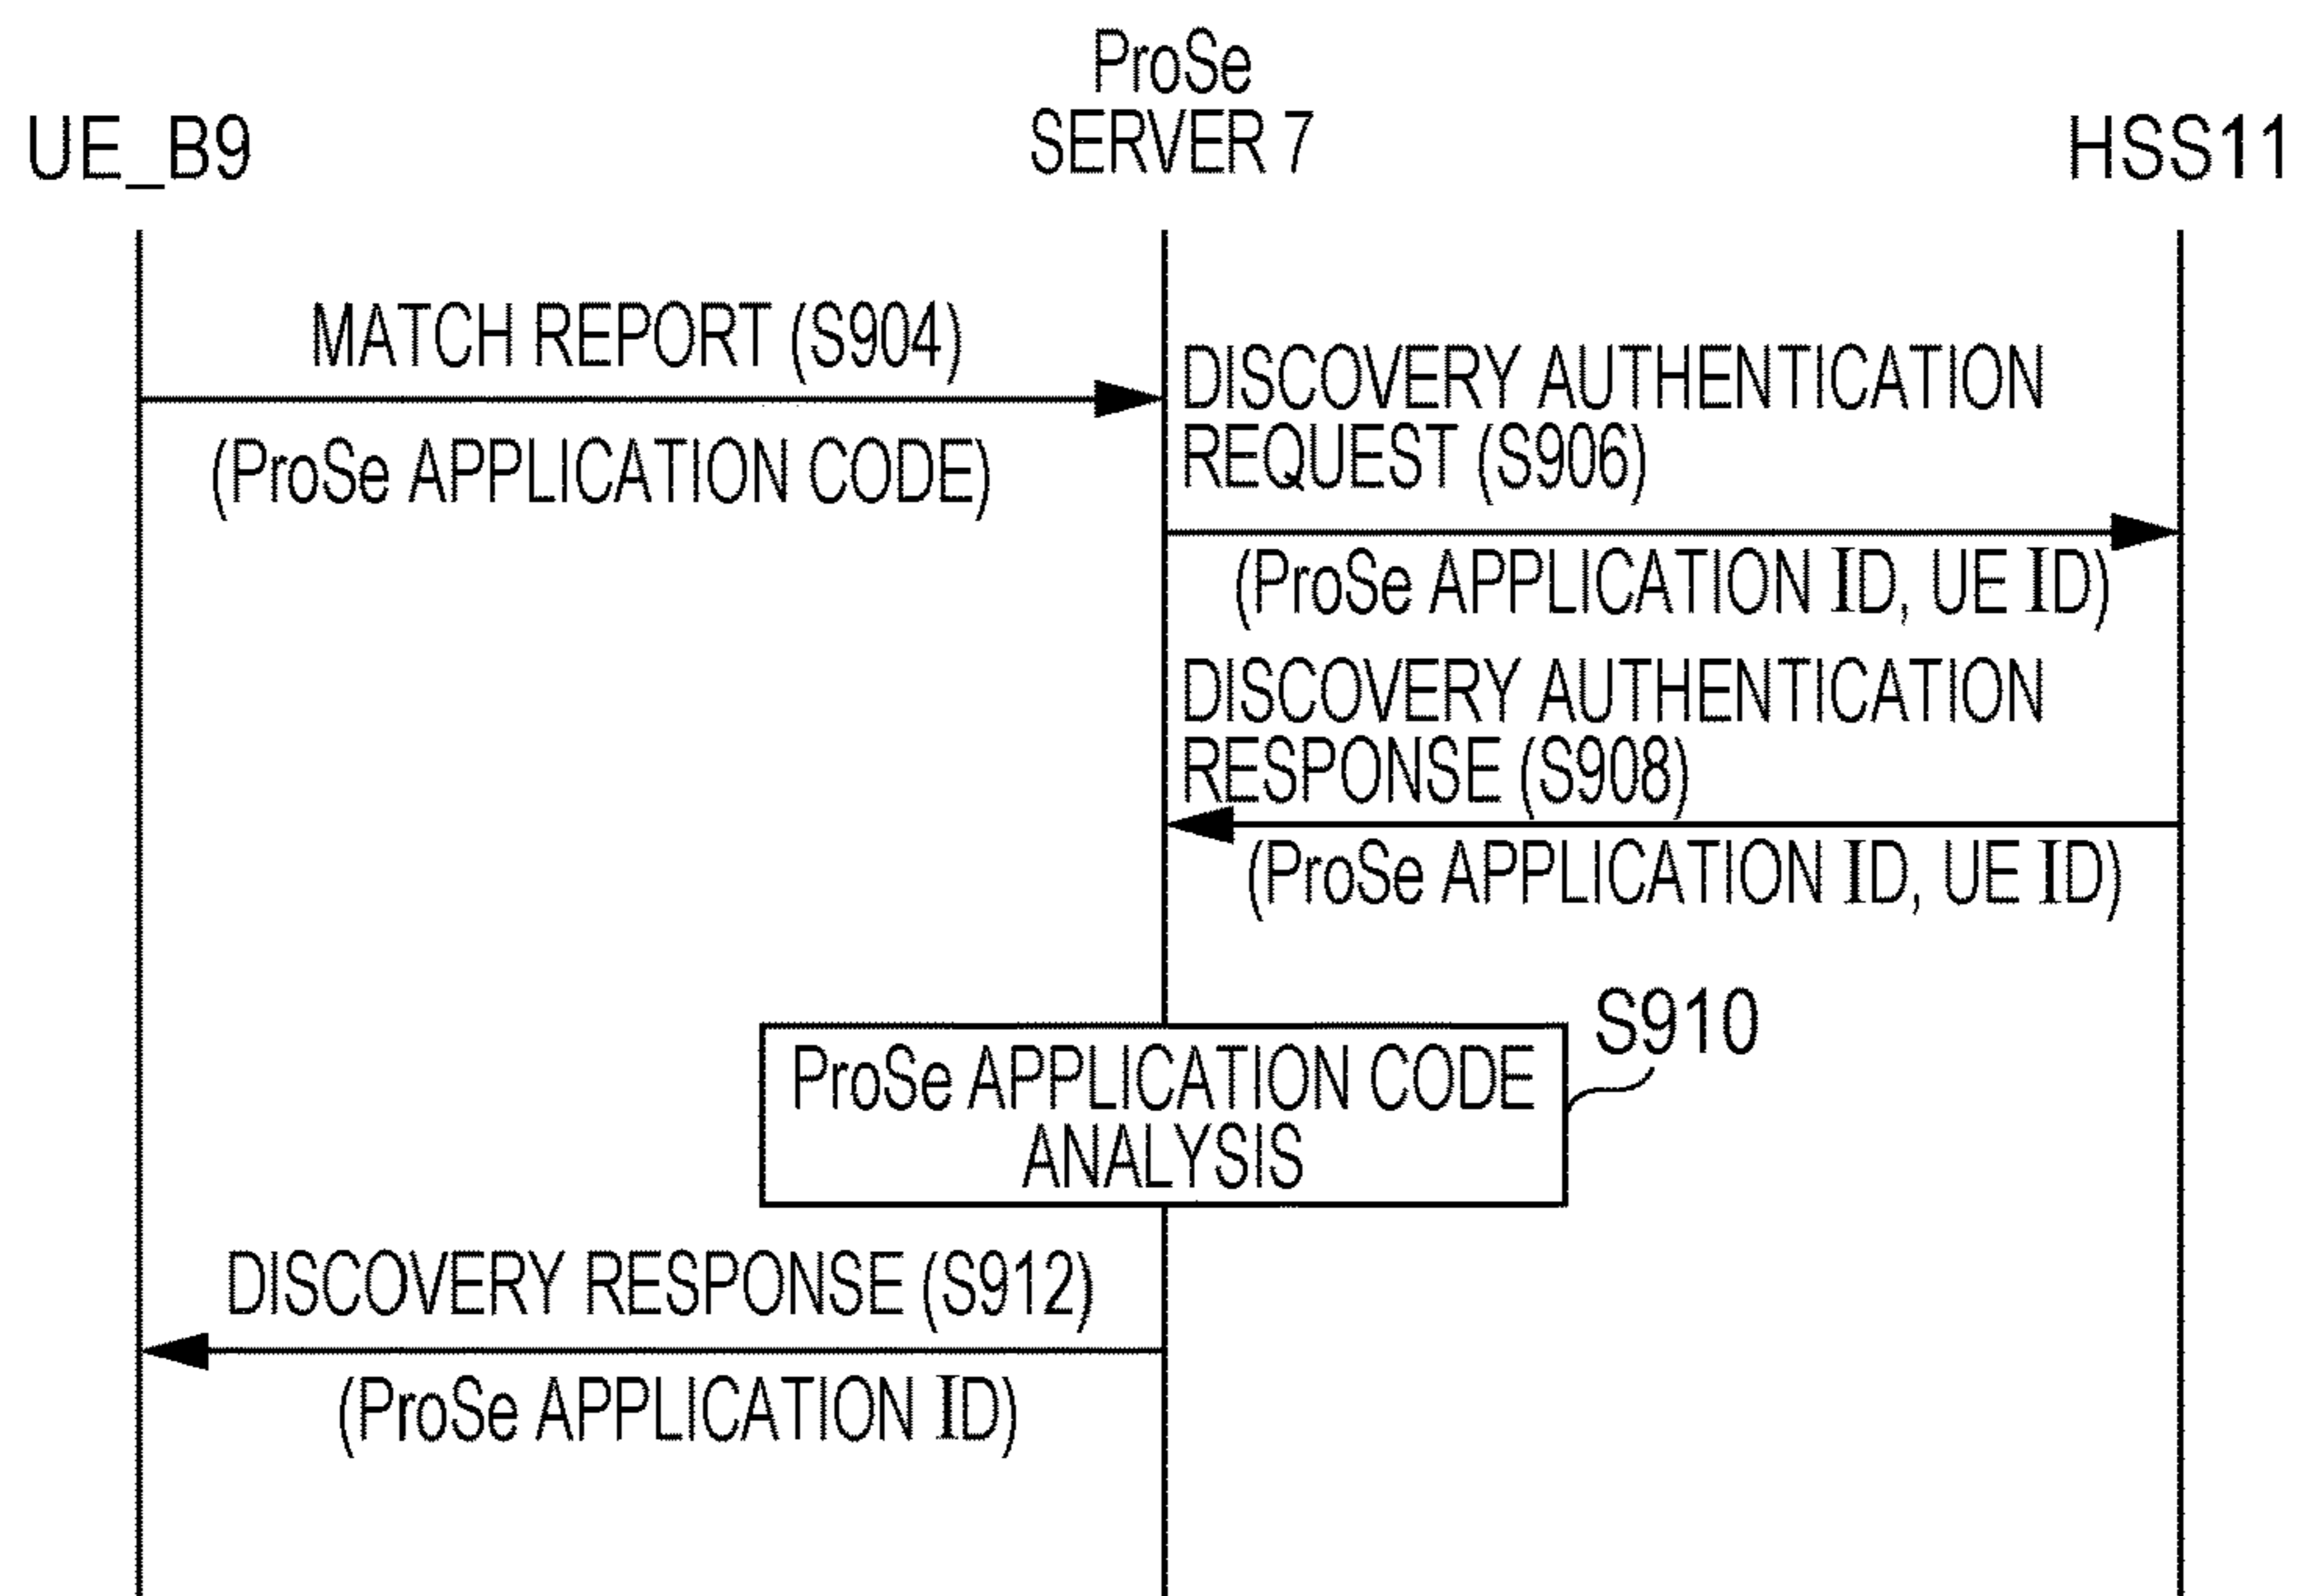 UE_B9
ProSe
SERVER 7
HSS11
MATCH REPORT (S904)
(ProSe APPLICATION CODE)
DISCOVERY AUTHENTICATION
REQUEST (S906)
(ProSe APPLICATION ID, UE ID)
DISCOVERY AUTHENTICATION
RESPONSE (S908)
(ProSe APPLICATION ID, UE ID)
S910
ProSe APPLICATION CODE
ANALYSIS
DISCOVERY RESPONSE (S912)
(ProSe APPLICATION ID)